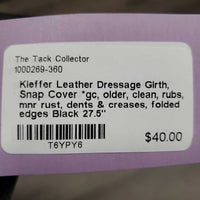 The Tack Collector
1000269-360
Kieffer Leather Dressage Girth,
Snap Cover *gc, older, clean, rubs,
mnr rust, dents & creases, folded
edges Black 27.5"
T6YPY6
$40.00